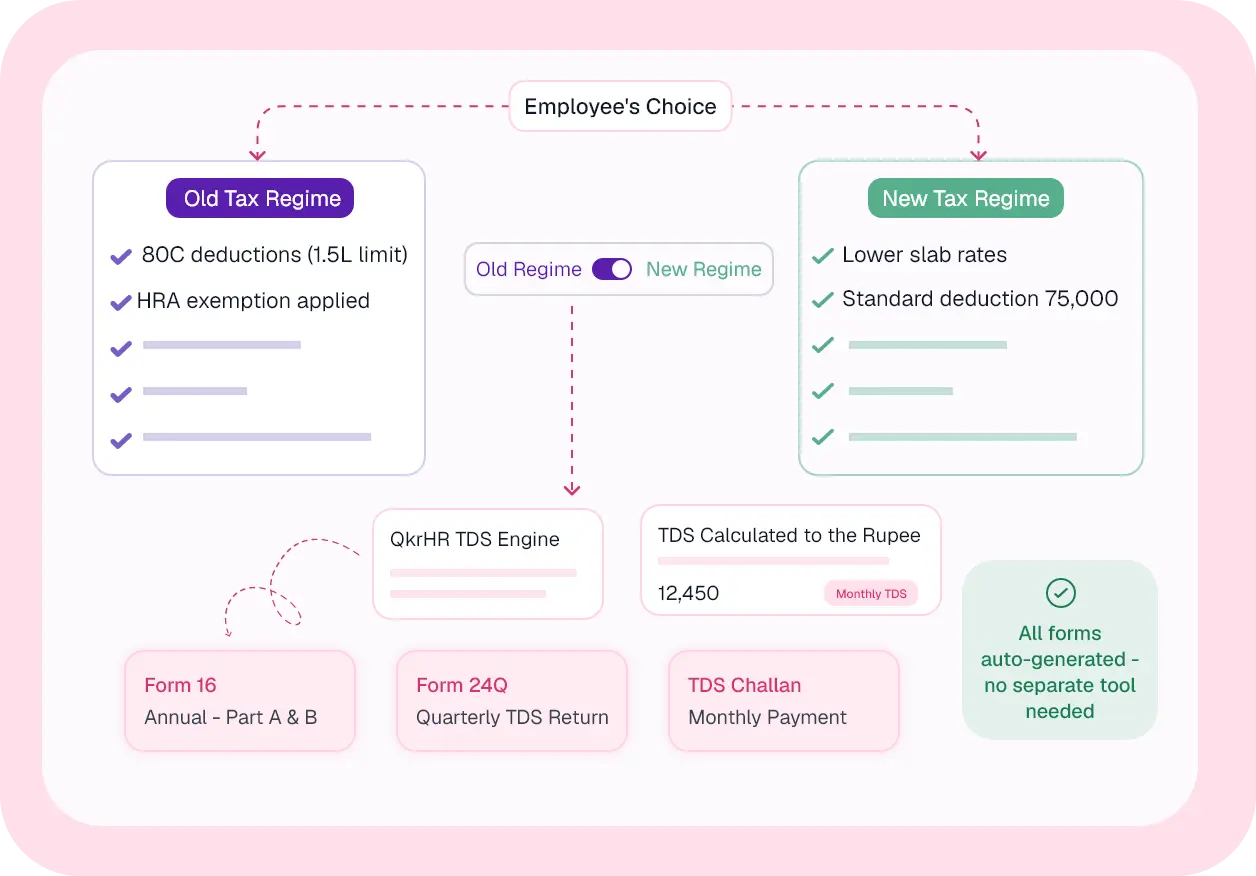 Employee's Choice
Old Tax Regime
80C deductions (1.5L limit)
HRA exemption applied
Old Regime
New Regime
New Tax Regime
Lower slab rates
Standard deduction 75,000
QkrHR TDS Engine
TDS Calculated to the Rupee
12,450
Monthly TDS
All forms
auto-generated -
no separate tool
needed
Form 16
Annual - Part A & B
Form 24Q
Quarterly TDS Return
TDS Challan
Monthly Payment